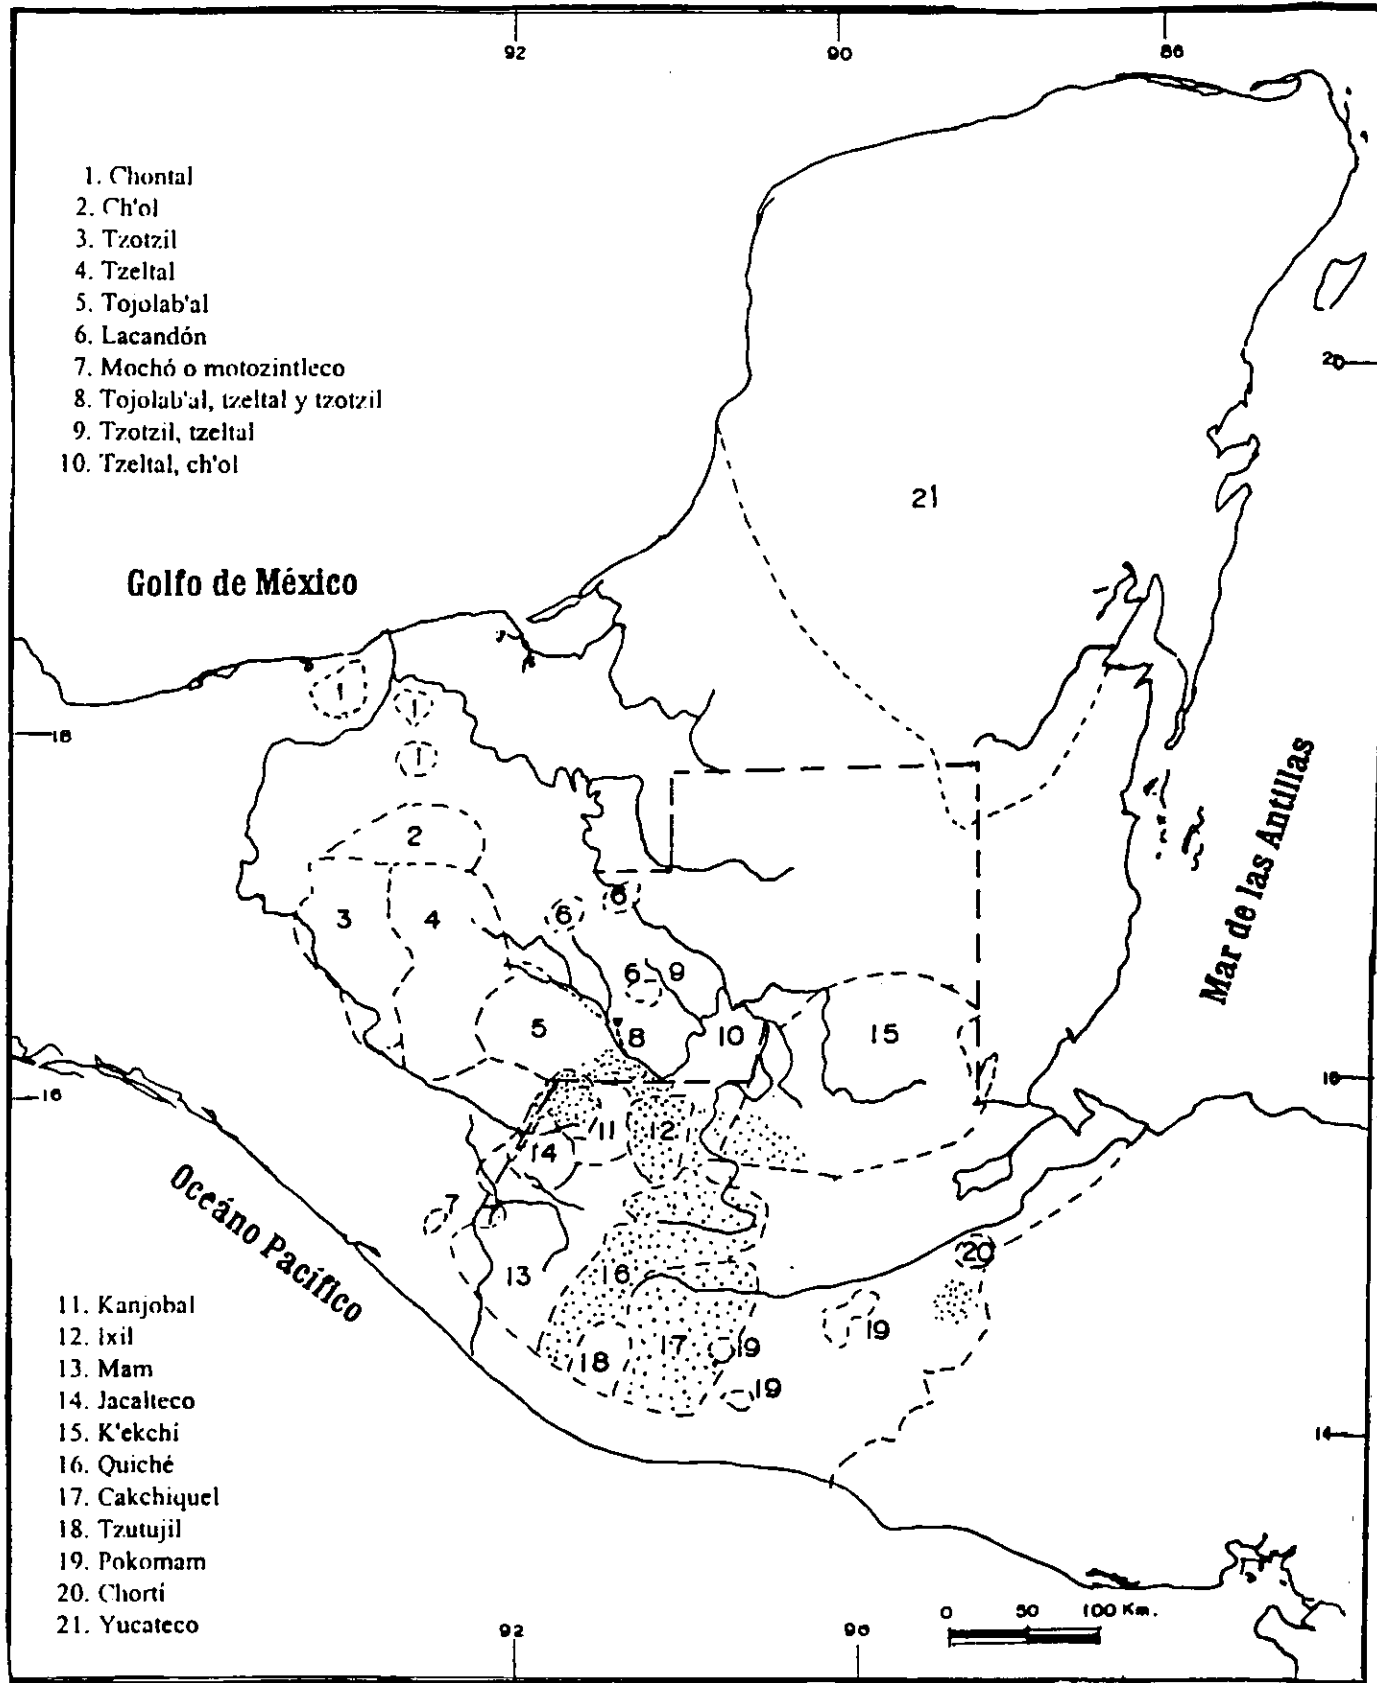 92
90
86
1. Chontal
2. Ch'ol
3. Tzotzil
4. Tzeltal
5. Tojolab'al
6. Lacandón
7. Mochó o motozintleco
8. Tojolab'al, tzeltal y tzotzil
9. Tzotzil, tzeltal
10. Tzeltal, ch'ol
20
21
Golfo de México
1
1
18
1
Mar de las Antillas
2
6
3
4
6
6
9
5
8
10
15
16
16
11
12
14
Oceáno Pacífico
7
7
20
13
16
19
17
19
18
19
14
11. Kanjobal
12. Ixil
13. Mam
14. Jacalteco
15. K'ekchí
16. Quiché
17. Cakchiquel
18. Tzutujil
19. Pokomam
20. Chortí
21. Yucateco
0 50 100 Km.
92
90